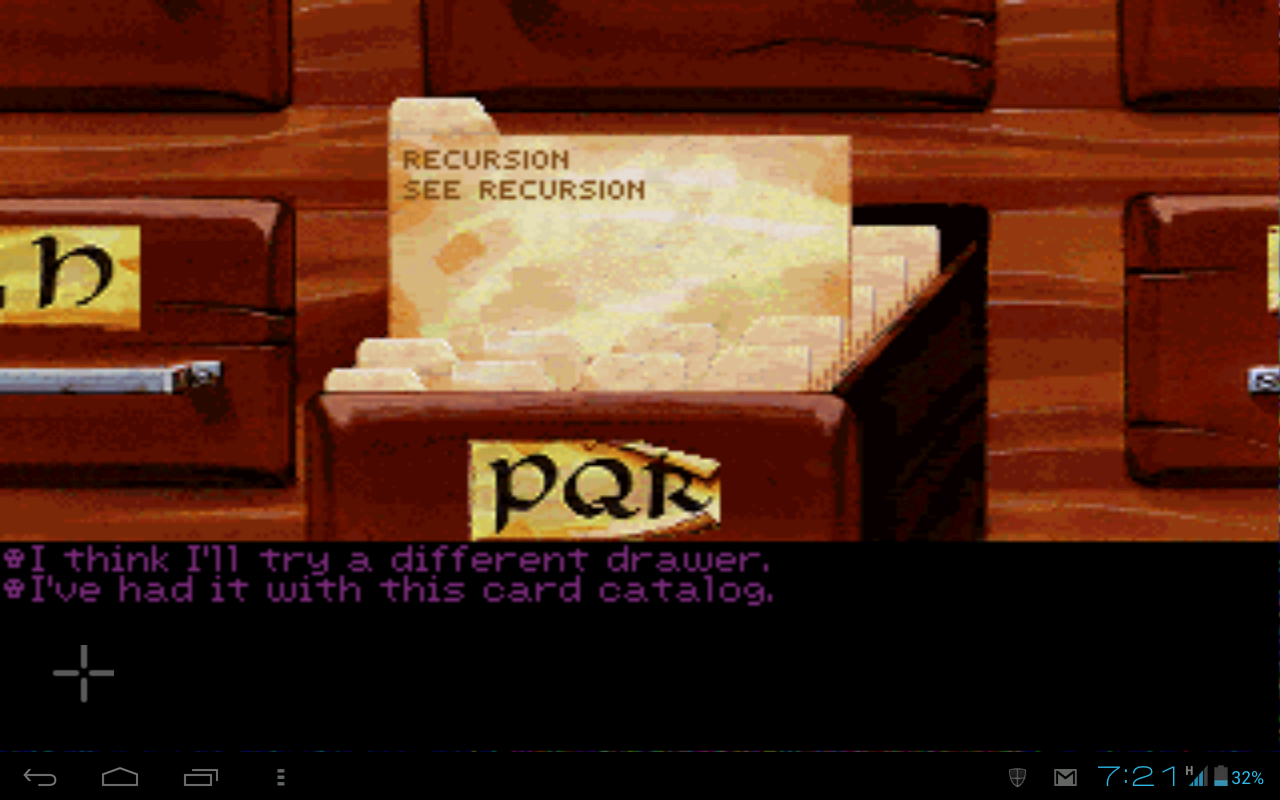 RECURSION
SEE RECURSION
h
PQR
I think I'll try a different drawer.
I've had it with this card catalog.
7:21 H 32%